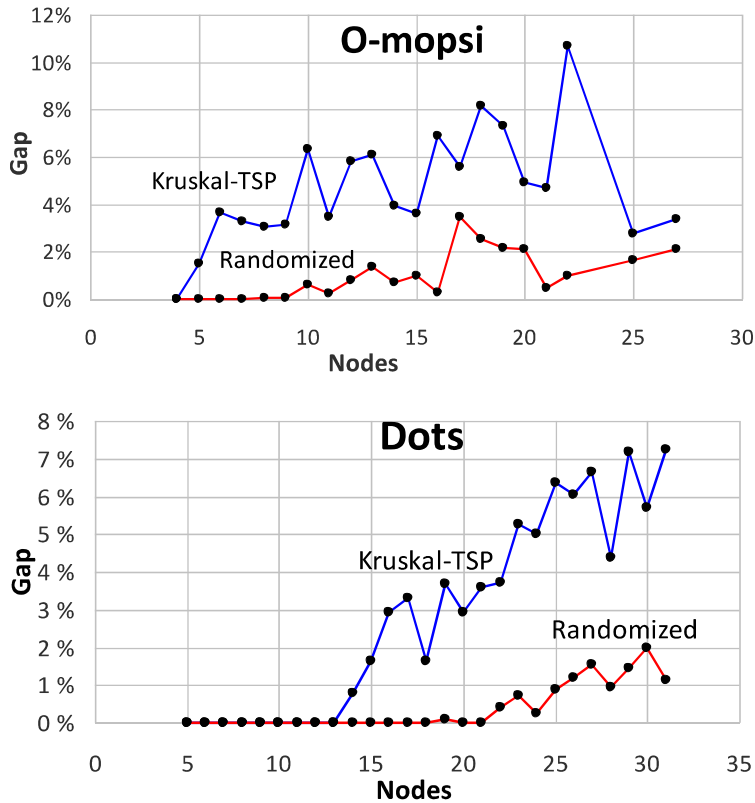 12%
O-mopsi
10%
8%
Gap
6%
Kruskal-TSP
4%
2%
Randomized
0%
0 5 10 15 20 25 30
Nodes
8 %
Dots
7 %
6 %
5 %
Gap
Kruskal-TSP
4 %
3 %
Randomized
2 %
1 %
0 %
0 5 10 15 20 25 30 35
Nodes